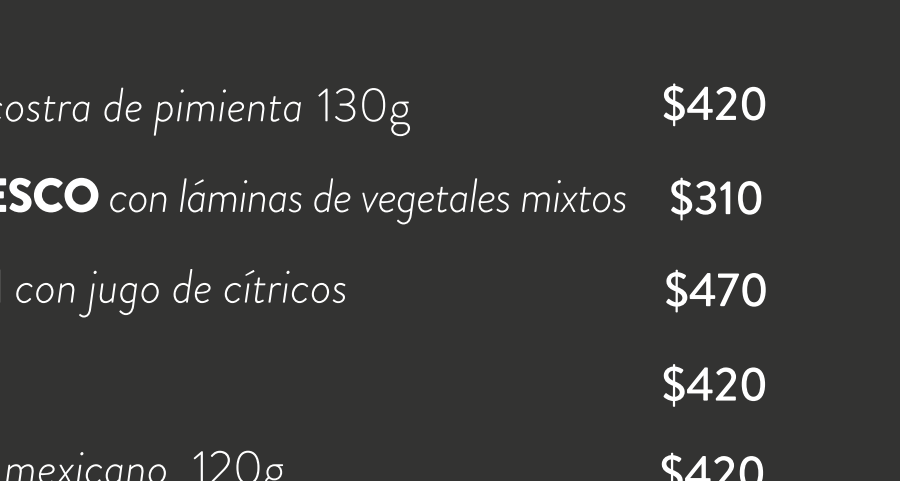 costra de pimienta 130g $420
ESCO con láminas de vegetales mixtos $310
con jugo de cítricos $470
$420
mexicano 120g $420